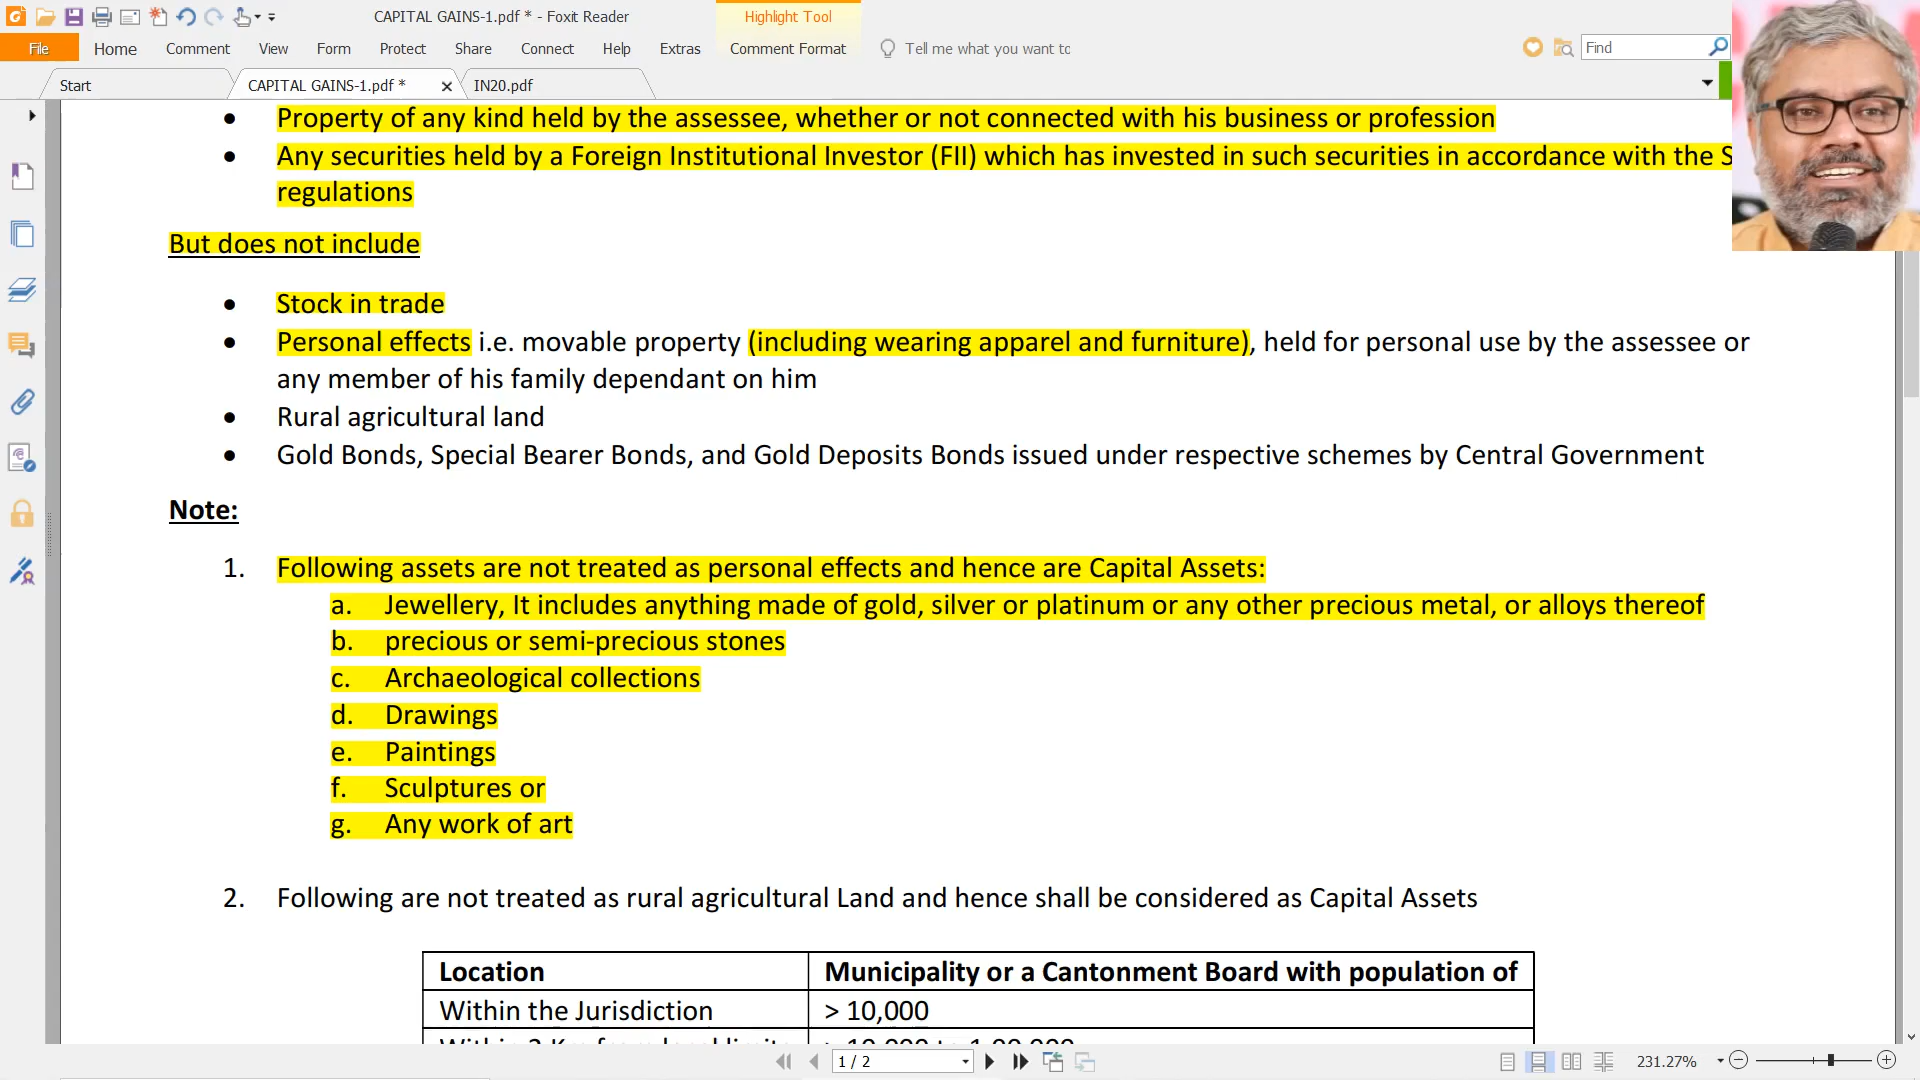 CAPITAL GAINS-1.pdf * - Foxit Reader
Highlight Tool
File
Home
Comment
View
Form
Protect
Share
Connect
Help
Extras
Comment Format
Tell me what you want to
Find
Start
CAPITAL GAINS-1.pdf *
IN20.pdf
• Property of any kind held by the assessee, whether or not connected with his business or profession
• Any securities held by a Foreign Institutional Investor (FII) which has invested in such securities in accordance with the
regulations
But does not include
• Stock in trade
• Personal effects i.e. movable property (including wearing apparel and furniture), held for personal use by the assessee or
any member of his family dependant on him
• Rural agricultural land
• Gold Bonds, Special Bearer Bonds, and Gold Deposits Bonds issued under respective schemes by Central Government
Note:
1. Following assets are not treated as personal effects and hence are Capital Assets:
a. Jewellery, It includes anything made of gold, silver or platinum or any other precious metal, or alloys thereof
b. precious or semi-precious stones
c. Archaeological collections
d. Drawings
e. Paintings
f. Sculptures or
g. Any work of art
2. Following are not treated as rural agricultural Land and hence shall be considered as Capital Assets
Location Municipality or a Cantonment Board with population of
Within the Jurisdiction > 10,000
1 / 2
231.27%